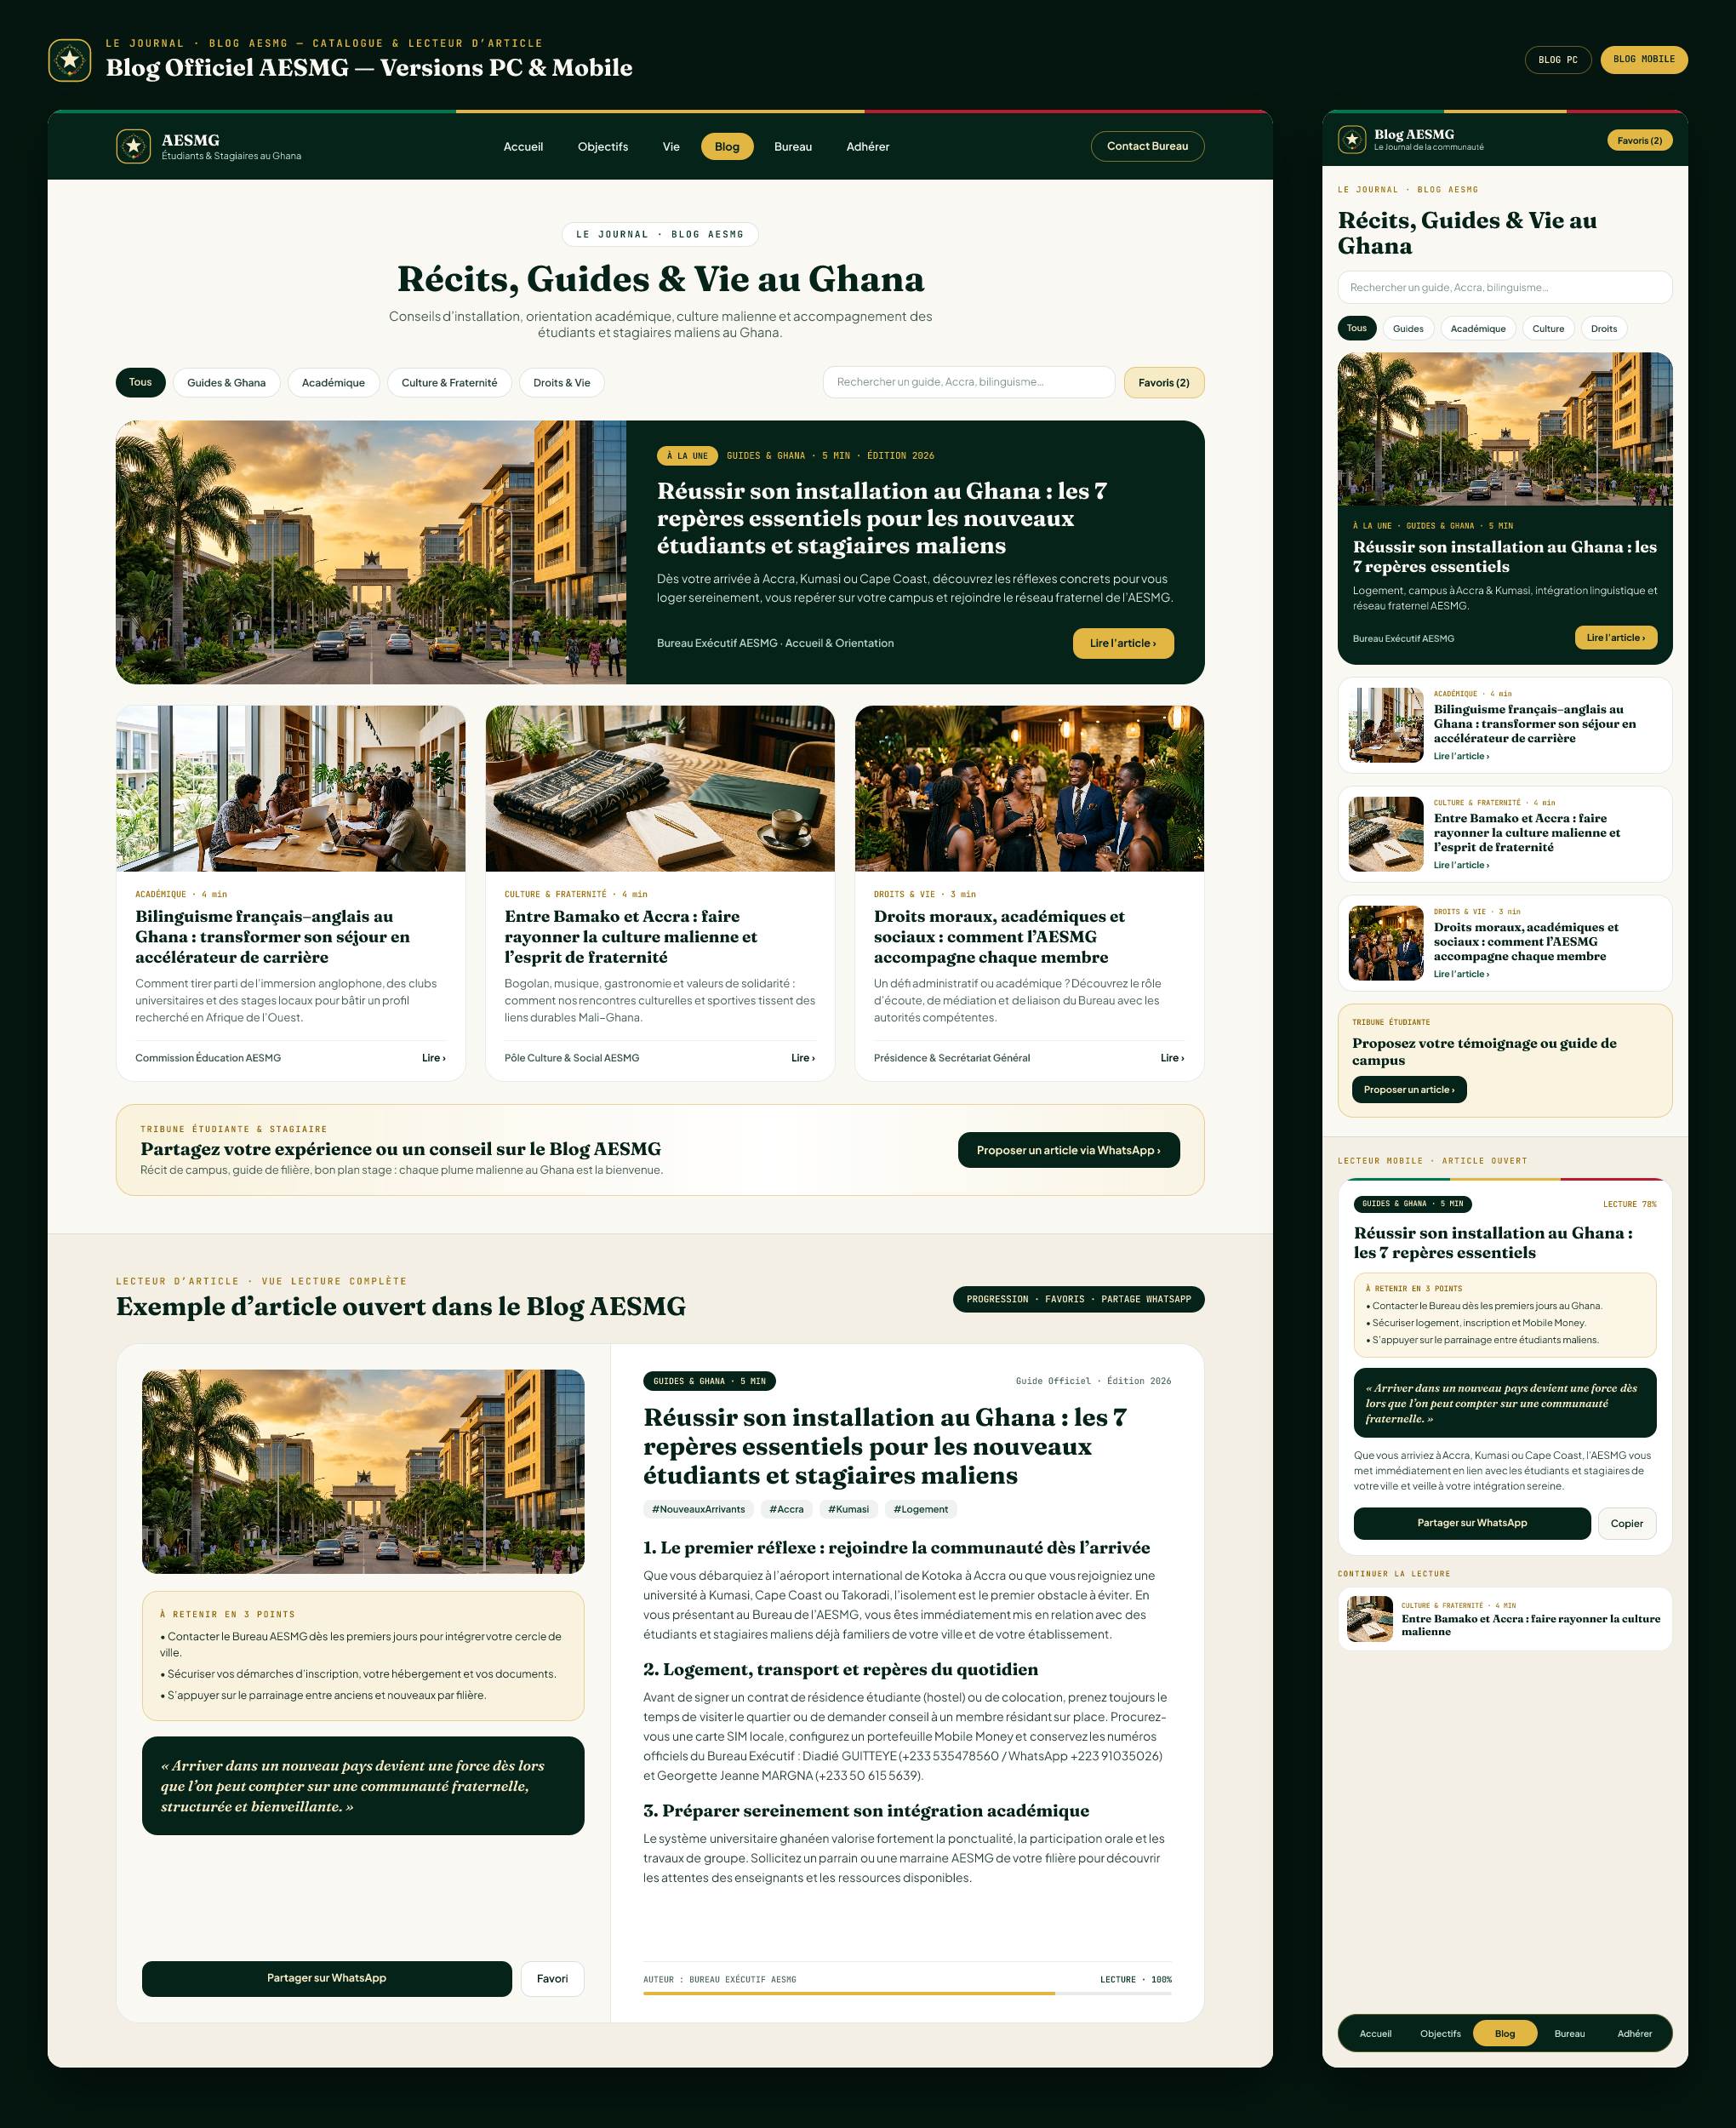 LE JOURNAL · BLOG AESMG — CATALOGUE & LECTEUR D’ARTICLE
Blog Officiel AESMG — Versions PC & Mobile
BLOG PC
BLOG MOBILE
AESMG
Étudiants & Stagiaires au Ghana
Accueil
Objectifs
Vie
Blog
Bureau
Adhérer
Contact Bureau
LE JOURNAL · BLOG AESMG
Récits, Guides & Vie au Ghana
Conseils d’installation, orientation académique, culture malienne et accompagnement des
étudiants et stagiaires maliens au Ghana.
Tous
Guides & Ghana
Académique
Culture & Fraternité
Droits & Vie
Rechercher un guide, Accra, bilinguisme…
Favoris (2)
À LA UNE
GUIDES & GHANA · 5 MIN · ÉDITION 2026
Réussir son installation au Ghana : les 7
repères essentiels pour les nouveaux
étudiants et stagiaires maliens
Dès votre arrivée à Accra, Kumasi ou Cape Coast, découvrez les réflexes concrets pour vous
loger sereinement, vous repérer sur votre campus et rejoindre le réseau fraternel de l’AESMG.
Bureau Exécutif AESMG · Accueil & Orientation
Lire l’article ›
ACADÉMIQUE · 4 min
Bilinguisme français–anglais au
Ghana : transformer son séjour en
accélérateur de carrière
Comment tirer parti de l’immersion anglophone, des clubs
universitaires et des stages locaux pour bâtir un profil
recherché en Afrique de l’Ouest.
Commission Éducation AESMG
Lire ›
CULTURE & FRATERNITÉ · 4 min
Entre Bamako et Accra : faire
rayonner la culture malienne et
l’esprit de fraternité
Bogolan, musique, gastronomie et valeurs de solidarité :
comment nos rencontres culturelles et sportives tissent des
liens durables Mali–Ghana.
Pôle Culture & Social AESMG
Lire ›
DROITS & VIE · 3 min
Droits moraux, académiques et
sociaux : comment l’AESMG
accompagne chaque membre
Un défi administratif ou académique ? Découvrez le rôle
d’écoute, de médiation et de liaison du Bureau avec les
autorités compétentes.
Présidence & Secrétariat Général
Lire ›
TRIBUNE ÉTUDIANTE & STAGIAIRE
Partagez votre expérience ou un conseil sur le Blog AESMG
Récit de campus, guide de filière, bon plan stage : chaque plume malienne au Ghana est la bienvenue.
Proposer un article via WhatsApp ›
LECTEUR D’ARTICLE · VUE LECTURE COMPLÈTE
Exemple d’article ouvert dans le Blog AESMG
PROGRESSION · FAVORIS · PARTAGE WHATSAPP
À RETENIR EN 3 POINTS
• Contacter le Bureau AESMG dès les premiers jours pour intégrer votre cercle de
ville.
• Sécuriser vos démarches d’inscription, votre hébergement et vos documents.
• S’appuyer sur le parrainage entre anciens et nouveaux par filière.
« Arriver dans un nouveau pays devient une force dès lors
que l’on peut compter sur une communauté fraternelle,
structurée et bienveillante. »
Partager sur WhatsApp
Favori
GUIDES & GHANA · 5 MIN
Guide Officiel · Édition 2026
Réussir son installation au Ghana : les 7
repères essentiels pour les nouveaux
étudiants et stagiaires maliens
#NouveauxArrivants
#Accra
#Kumasi
#Logement
1. Le premier réflexe : rejoindre la communauté dès l’arrivée
Que vous débarquiez à l’aéroport international de Kotoka à Accra ou que vous rejoigniez une
université à Kumasi, Cape Coast ou Takoradi, l’isolement est le premier obstacle à éviter. En
vous présentant au Bureau de l’AESMG, vous êtes immédiatement mis en relation avec des
étudiants et stagiaires maliens déjà familiers de votre ville et de votre établissement.
2. Logement, transport et repères du quotidien
Avant de signer un contrat de résidence étudiante (hostel) ou de colocation, prenez toujours le
temps de visiter le quartier ou de demander conseil à un membre résidant sur place. Procurez-
vous une carte SIM locale, configurez un portefeuille Mobile Money et conservez les numéros
officiels du Bureau Exécutif : Diadié GUITTEYE (+233 535478560 / WhatsApp +223 91035026)
et Georgette Jeanne MARGNA (+233 50 615 5639).
3. Préparer sereinement son intégration académique
Le système universitaire ghanéen valorise fortement la ponctualité, la participation orale et les
travaux de groupe. Sollicitez un parrain ou une marraine AESMG de votre filière pour découvrir
les attentes des enseignants et les ressources disponibles.
AUTEUR : BUREAU EXÉCUTIF AESMG
LECTURE · 100%
Blog AESMG
Le Journal de la communauté
Favoris (2)
LE JOURNAL · BLOG AESMG
Récits, Guides & Vie au
Ghana
Rechercher un guide, Accra, bilinguisme…
Tous
Guides
Académique
Culture
Droits
À LA UNE · GUIDES & GHANA · 5 MIN
Réussir son installation au Ghana : les
7 repères essentiels
Logement, campus à Accra & Kumasi, intégration linguistique et
réseau fraternel AESMG.
Bureau Exécutif AESMG
Lire l’article ›
ACADÉMIQUE · 4 min
Bilinguisme français–anglais au
Ghana : transformer son séjour en
accélérateur de carrière
Lire l’article ›
CULTURE & FRATERNITÉ · 4 min
Entre Bamako et Accra : faire
rayonner la culture malienne et
l’esprit de fraternité
Lire l’article ›
DROITS & VIE · 3 min
Droits moraux, académiques et
sociaux : comment l’AESMG
accompagne chaque membre
Lire l’article ›
TRIBUNE ÉTUDIANTE
Proposez votre témoignage ou guide de
campus
Proposer un article ›
LECTEUR MOBILE · ARTICLE OUVERT
GUIDES & GHANA · 5 MIN
LECTURE 78%
Réussir son installation au Ghana :
les 7 repères essentiels
À RETENIR EN 3 POINTS
• Contacter le Bureau dès les premiers jours au Ghana.
• Sécuriser logement, inscription et Mobile Money.
• S’appuyer sur le parrainage entre étudiants maliens.
« Arriver dans un nouveau pays devient une force dès
lors que l’on peut compter sur une communauté
fraternelle. »
Que vous arriviez à Accra, Kumasi ou Cape Coast, l’AESMG vous
met immédiatement en lien avec les étudiants et stagiaires de
votre ville et veille à votre intégration sereine.
Partager sur WhatsApp
Copier
CONTINUER LA LECTURE
CULTURE & FRATERNITÉ · 4 MIN
Entre Bamako et Accra : faire rayonner la culture
malienne
Accueil
Objectifs
Blog
Bureau
Adhérer